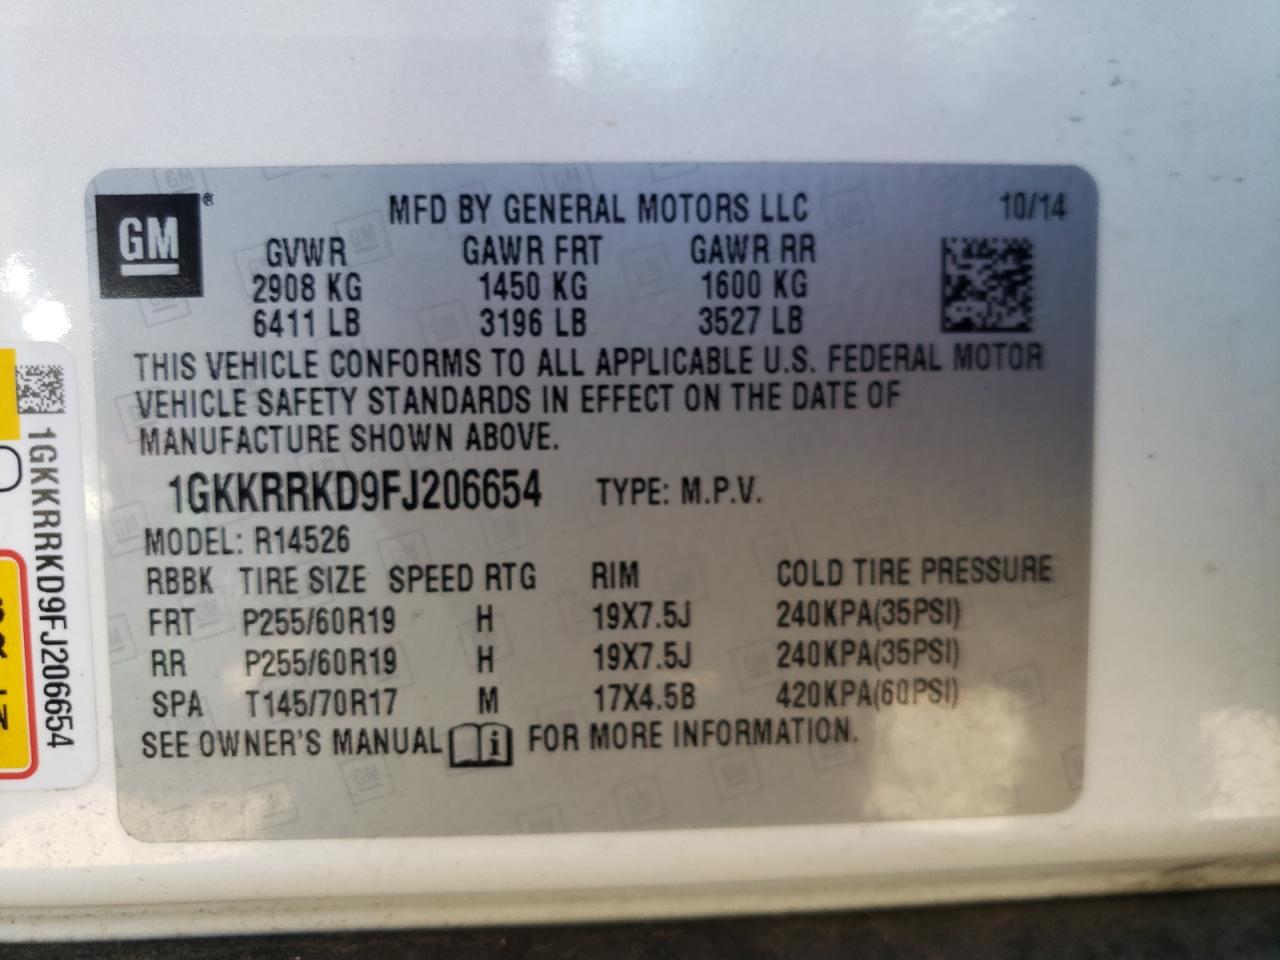 GM ®
MFD BY GENERAL MOTORS LLC 10/14
GVWR GAWR FRT GAWR RR
2908 KG 1450 KG 1600 KG
6411 LB 3196 LB 3527 LB
THIS VEHICLE CONFORMS TO ALL APPLICABLE U.S. FEDERAL MOTOR
VEHICLE SAFETY STANDARDS IN EFFECT ON THE DATE OF
MANUFACTURE SHOWN ABOVE.
1GKKRRKD9FJ206654 TYPE: M.P.V.
MODEL: R14526
RBBK TIRE SIZE SPEED RTG RIM COLD TIRE PRESSURE
FRT P255/60R19 H 19X7.5J 240KPA(35PSI)
RR P255/60R19 H 19X7.5J 240KPA(35PSI)
SPA T145/70R17 M 17X4.5B 420KPA(60PSI)
SEE OWNER'S MANUAL FOR MORE INFORMATION.
1GKKRRKD9FJ206654